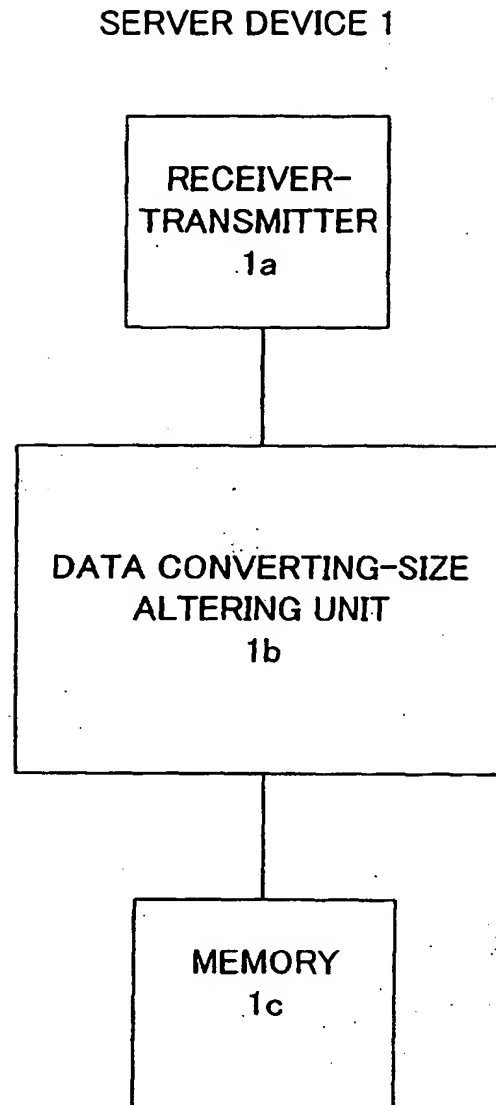 SERVER DEVICE 1
RECEIVER-
TRANSMITTER
1a
DATA CONVERTING-SIZE
ALTERING UNIT
1b
MEMORY
1c